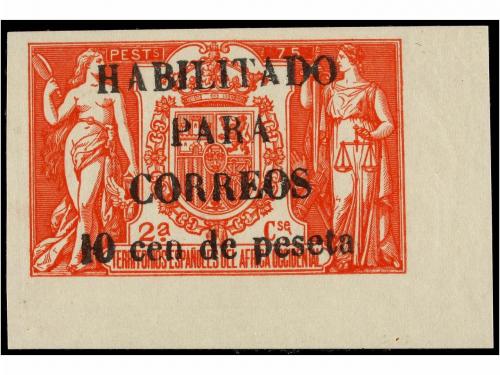 PESTS 75
HABILITADO
PARA
CORREOS
2a Cse
10 cen de peseta
TERRITORIOS ESPAÑOLES DEL AFRICA OCCIDENTAL